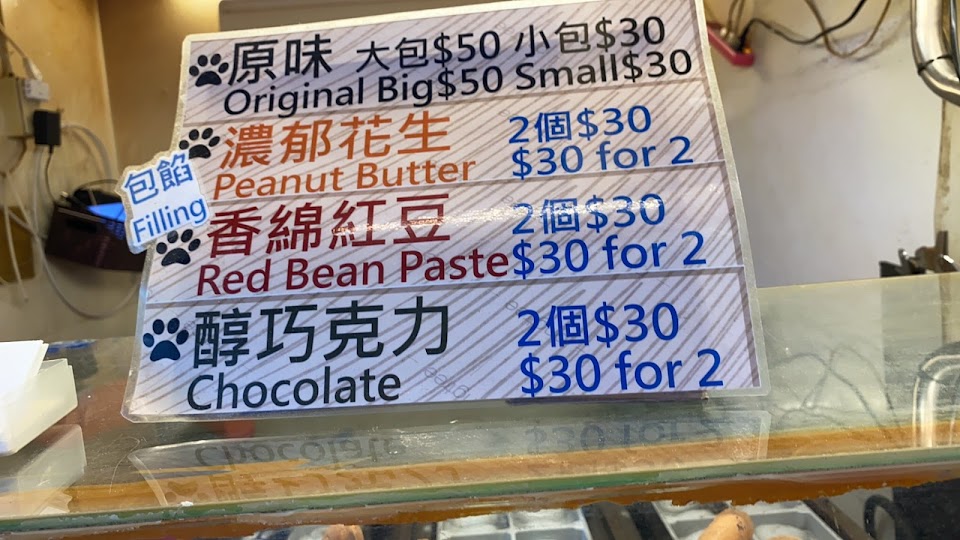 原味 大包$50 小包$30
Original Big$50 Small$30
濃郁花生 2個$30
Peanut Butter $30 for 2
包餡
Filling
香綿紅豆 2個$30
Red Bean Paste $30 for 2
醇巧克力 2個$30
Chocolate $30 for 2